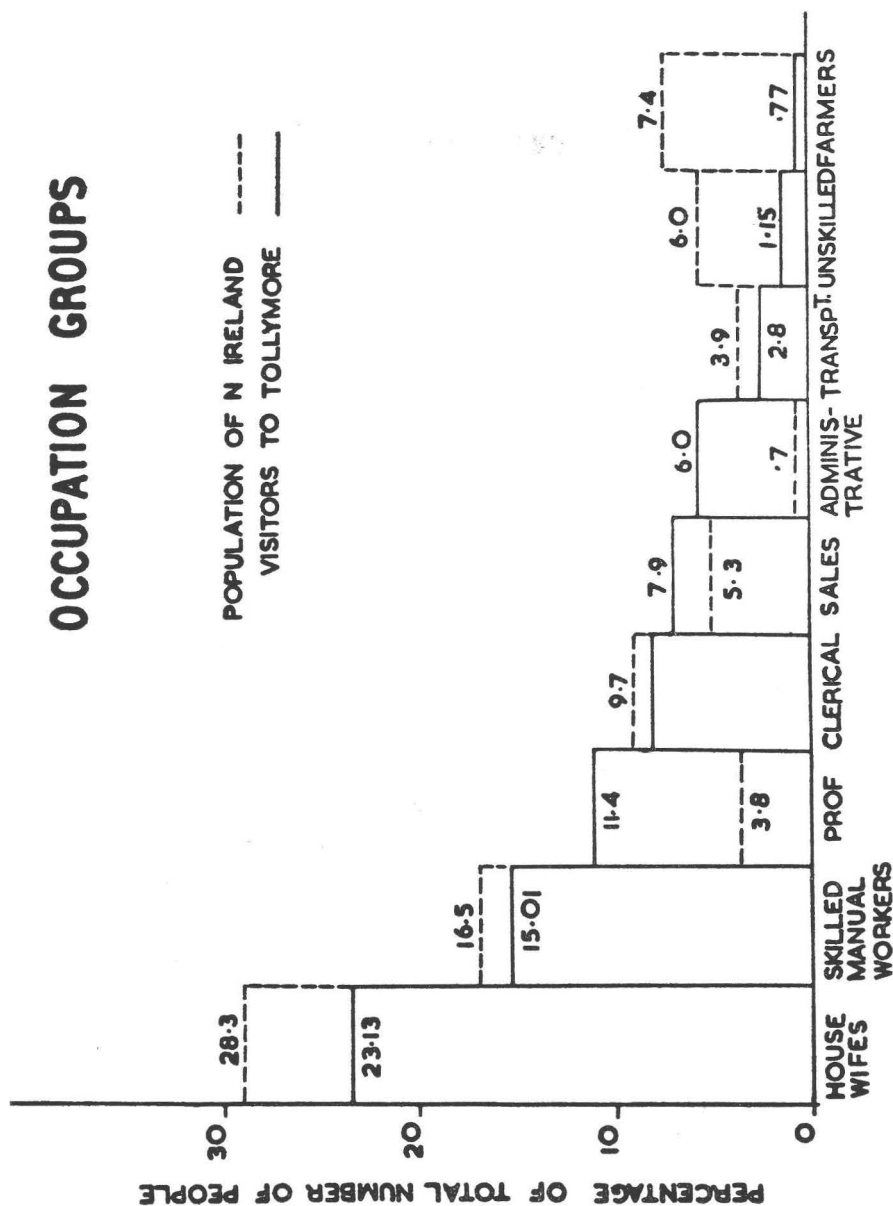 OCCUPATION GROUPS
POPULATION OF N IRELAND
VISITORS TO TOLLYMORE
PERCENTAGE OF TOTAL NUMBER OF PEOPLE
30
20
10
0
28·3
23·13
16·5
15·01
11·4
3·8
9·7
7·9
5·3
6·0
·7
3·9
2·8
6·0
1·15
7·4
·77
HOUSE
WIFES
SKILLED
MANUAL
WORKERS
PROF
CLERICAL
SALES
ADMINIS-
TRATIVE
TRANSPT.
UNSKILLED
FARMERS